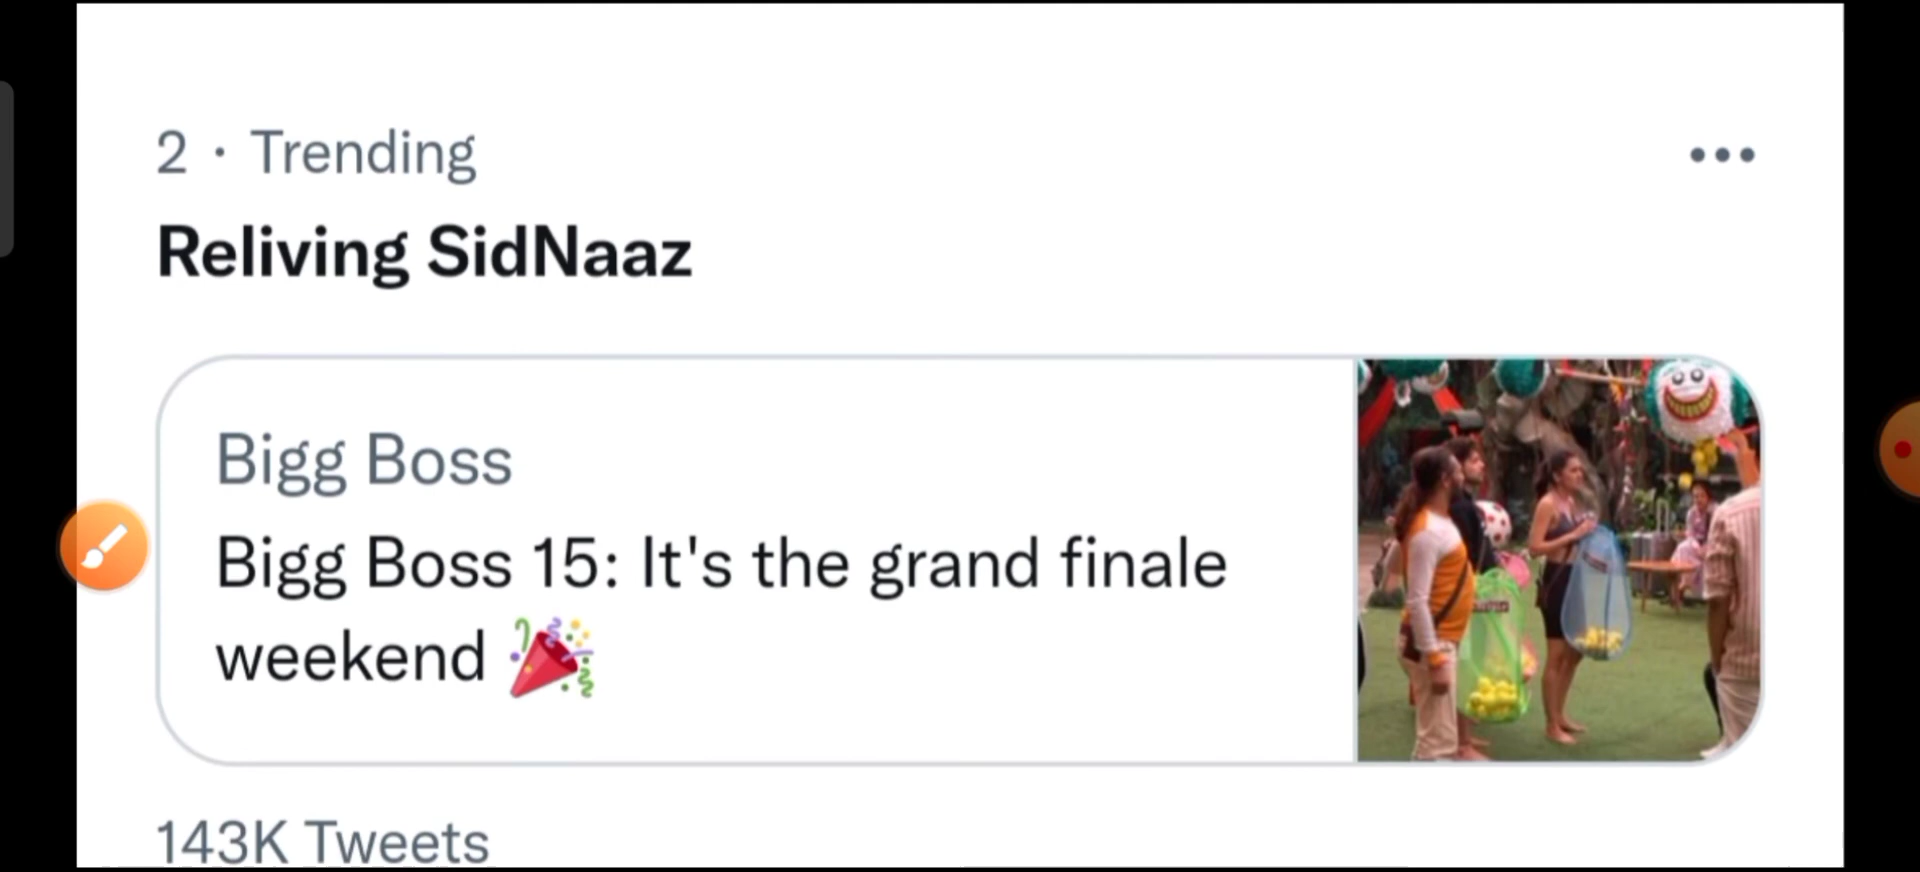 2 · Trending
Reliving SidNaaz
Bigg Boss
Bigg Boss 15: It's the grand finale
weekend 🎉
143K Tweets